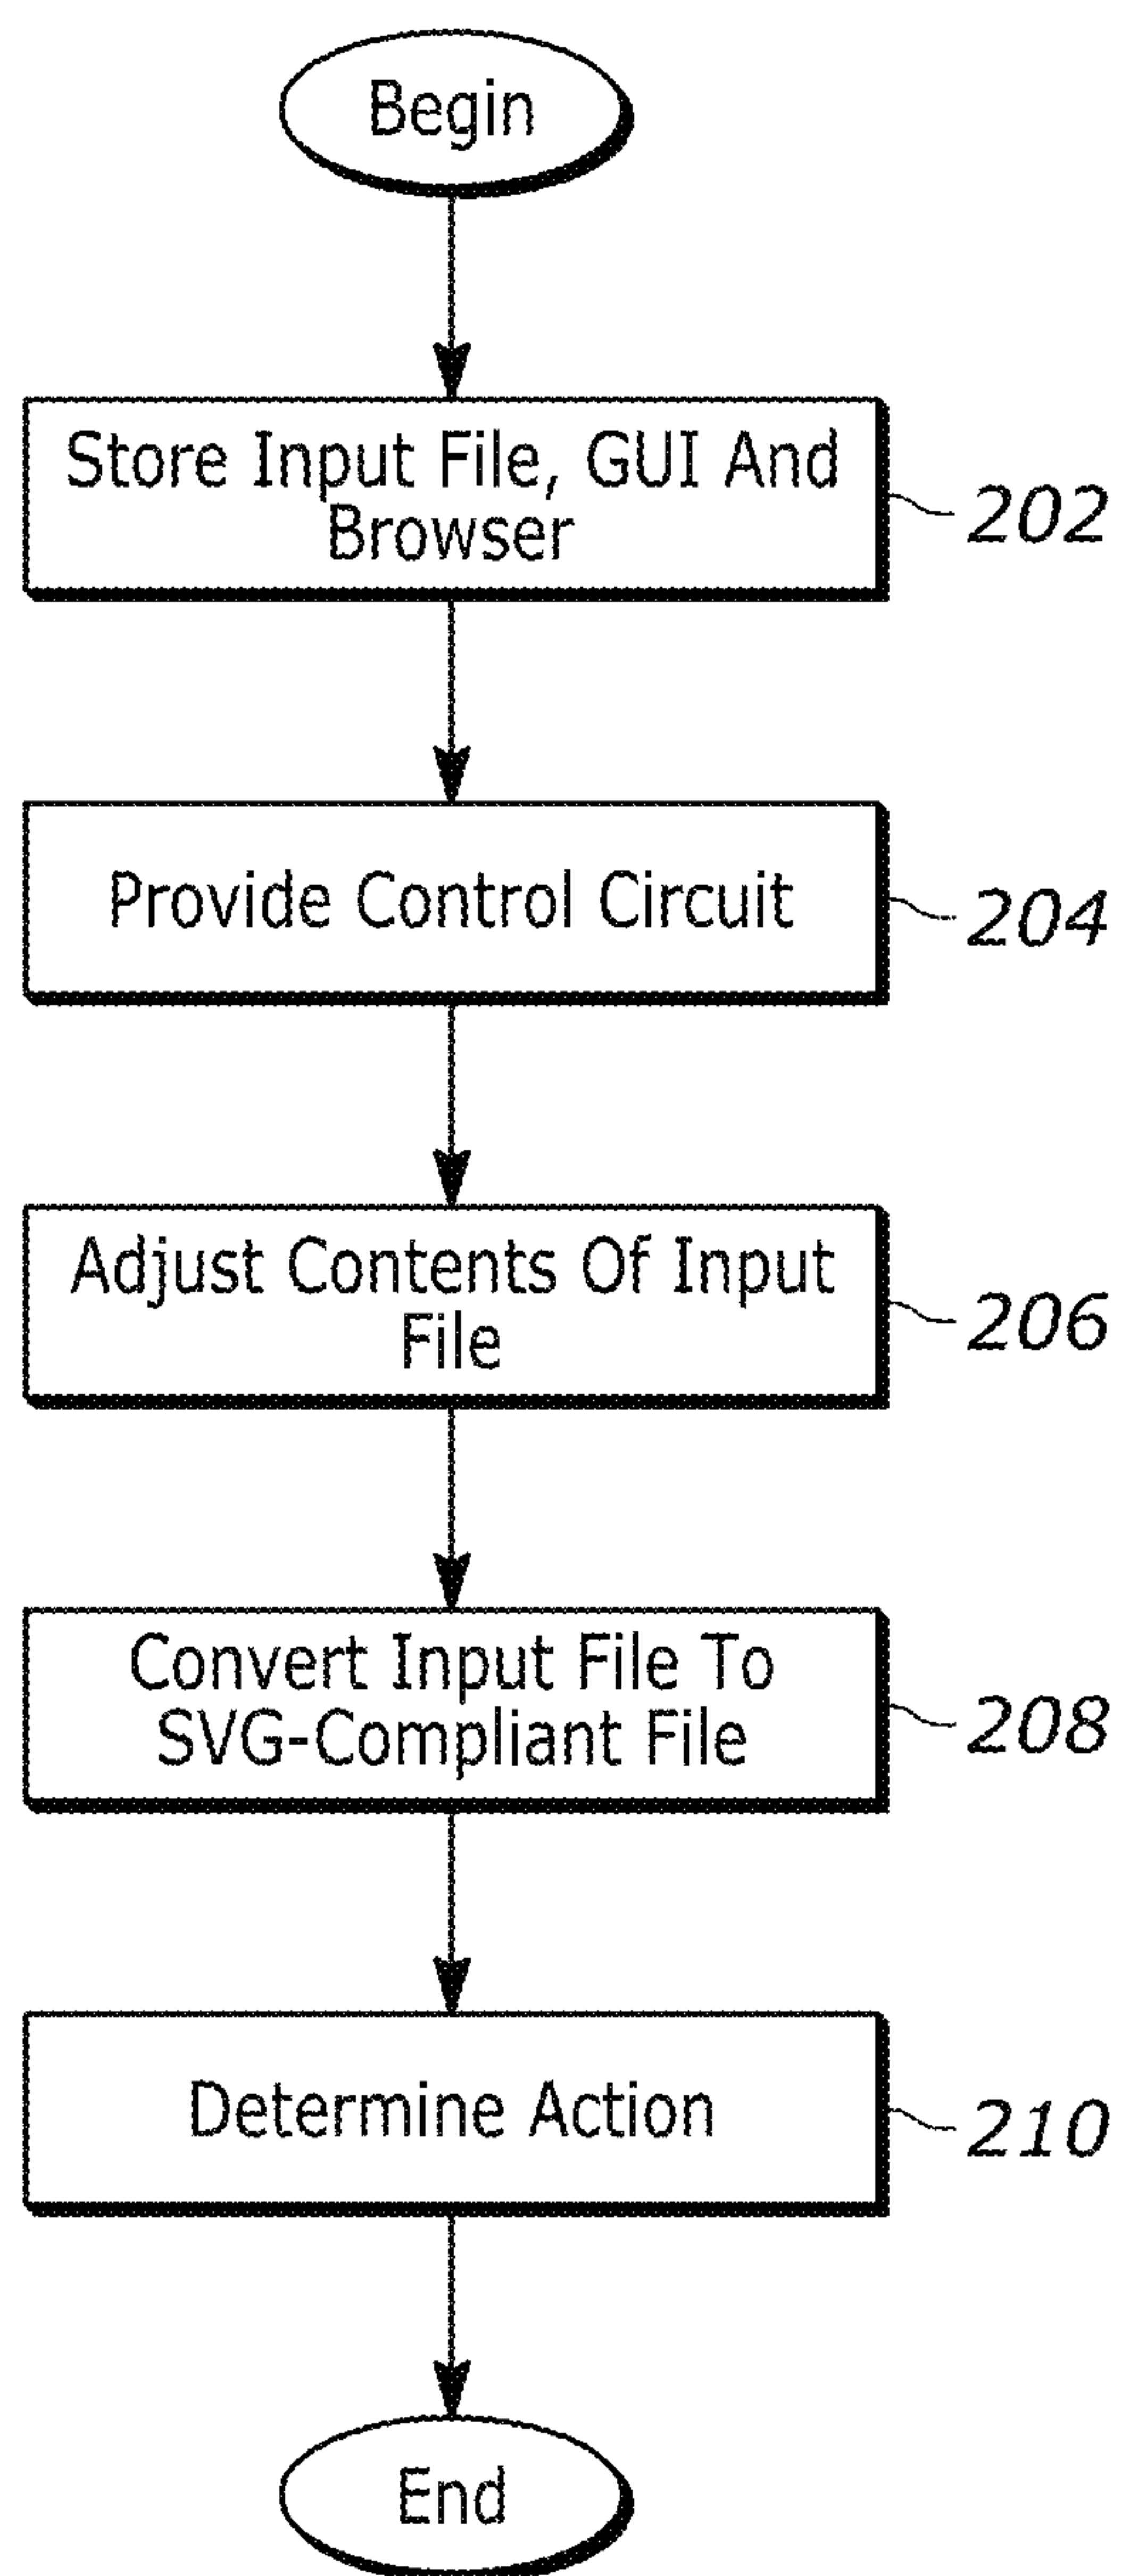 Begin
Store Input File, GUI And
Browser
202
Provide Control Circuit
204
Adjust Contents Of Input
File
206
Convert Input File To
SVG-Compliant File
208
Determine Action
210
End